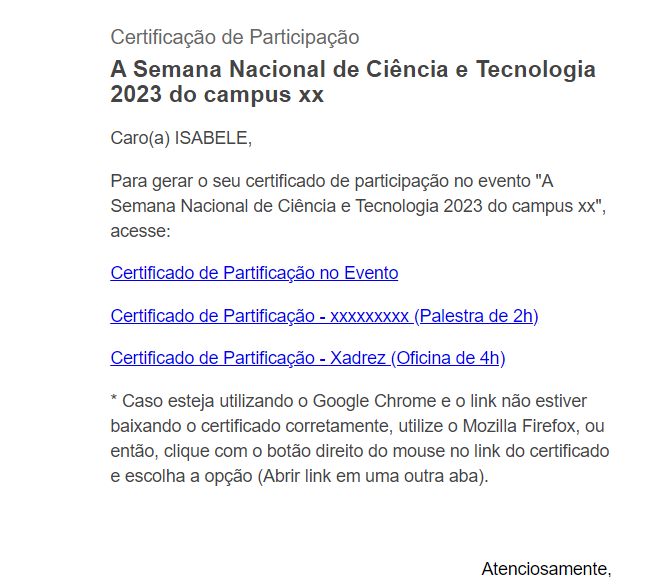 Certificação de Participação
A Semana Nacional de Ciência e Tecnologia
2023 do campus xx
Caro(a) ISABELE,
Para gerar o seu certificado de participação no evento "A
Semana Nacional de Ciência e Tecnologia 2023 do campus xx",
acesse:
Certificado de Partificação no Evento
Certificado de Partificação - xxxxxxxxx (Palestra de 2h)
Certificado de Partificação - Xadrez (Oficina de 4h)
* Caso esteja utilizando o Google Chrome e o link não estiver
baixando o certificado corretamente, utilize o Mozilla Firefox, ou
então, clique com o botão direito do mouse no link do certificado
e escolha a opção (Abrir link em uma outra aba).
Atenciosamente,